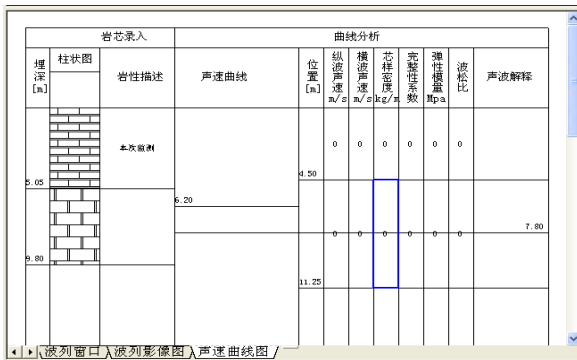 岩芯录入 曲线分析
埋深[m] 柱状图 岩性描述 声速曲线 位置[m] 纵波声速m/s 横波声速m/s 芯样密度kg/m 完整性系数 弹性模量Mpa 波松比 声波解释
本次监测 0 0 0 0 0 0
4.50
5.05
6.20
7.80
0 0 0 0 0 0
9.80
11.25
波列窗口 波列影像图 声速曲线图